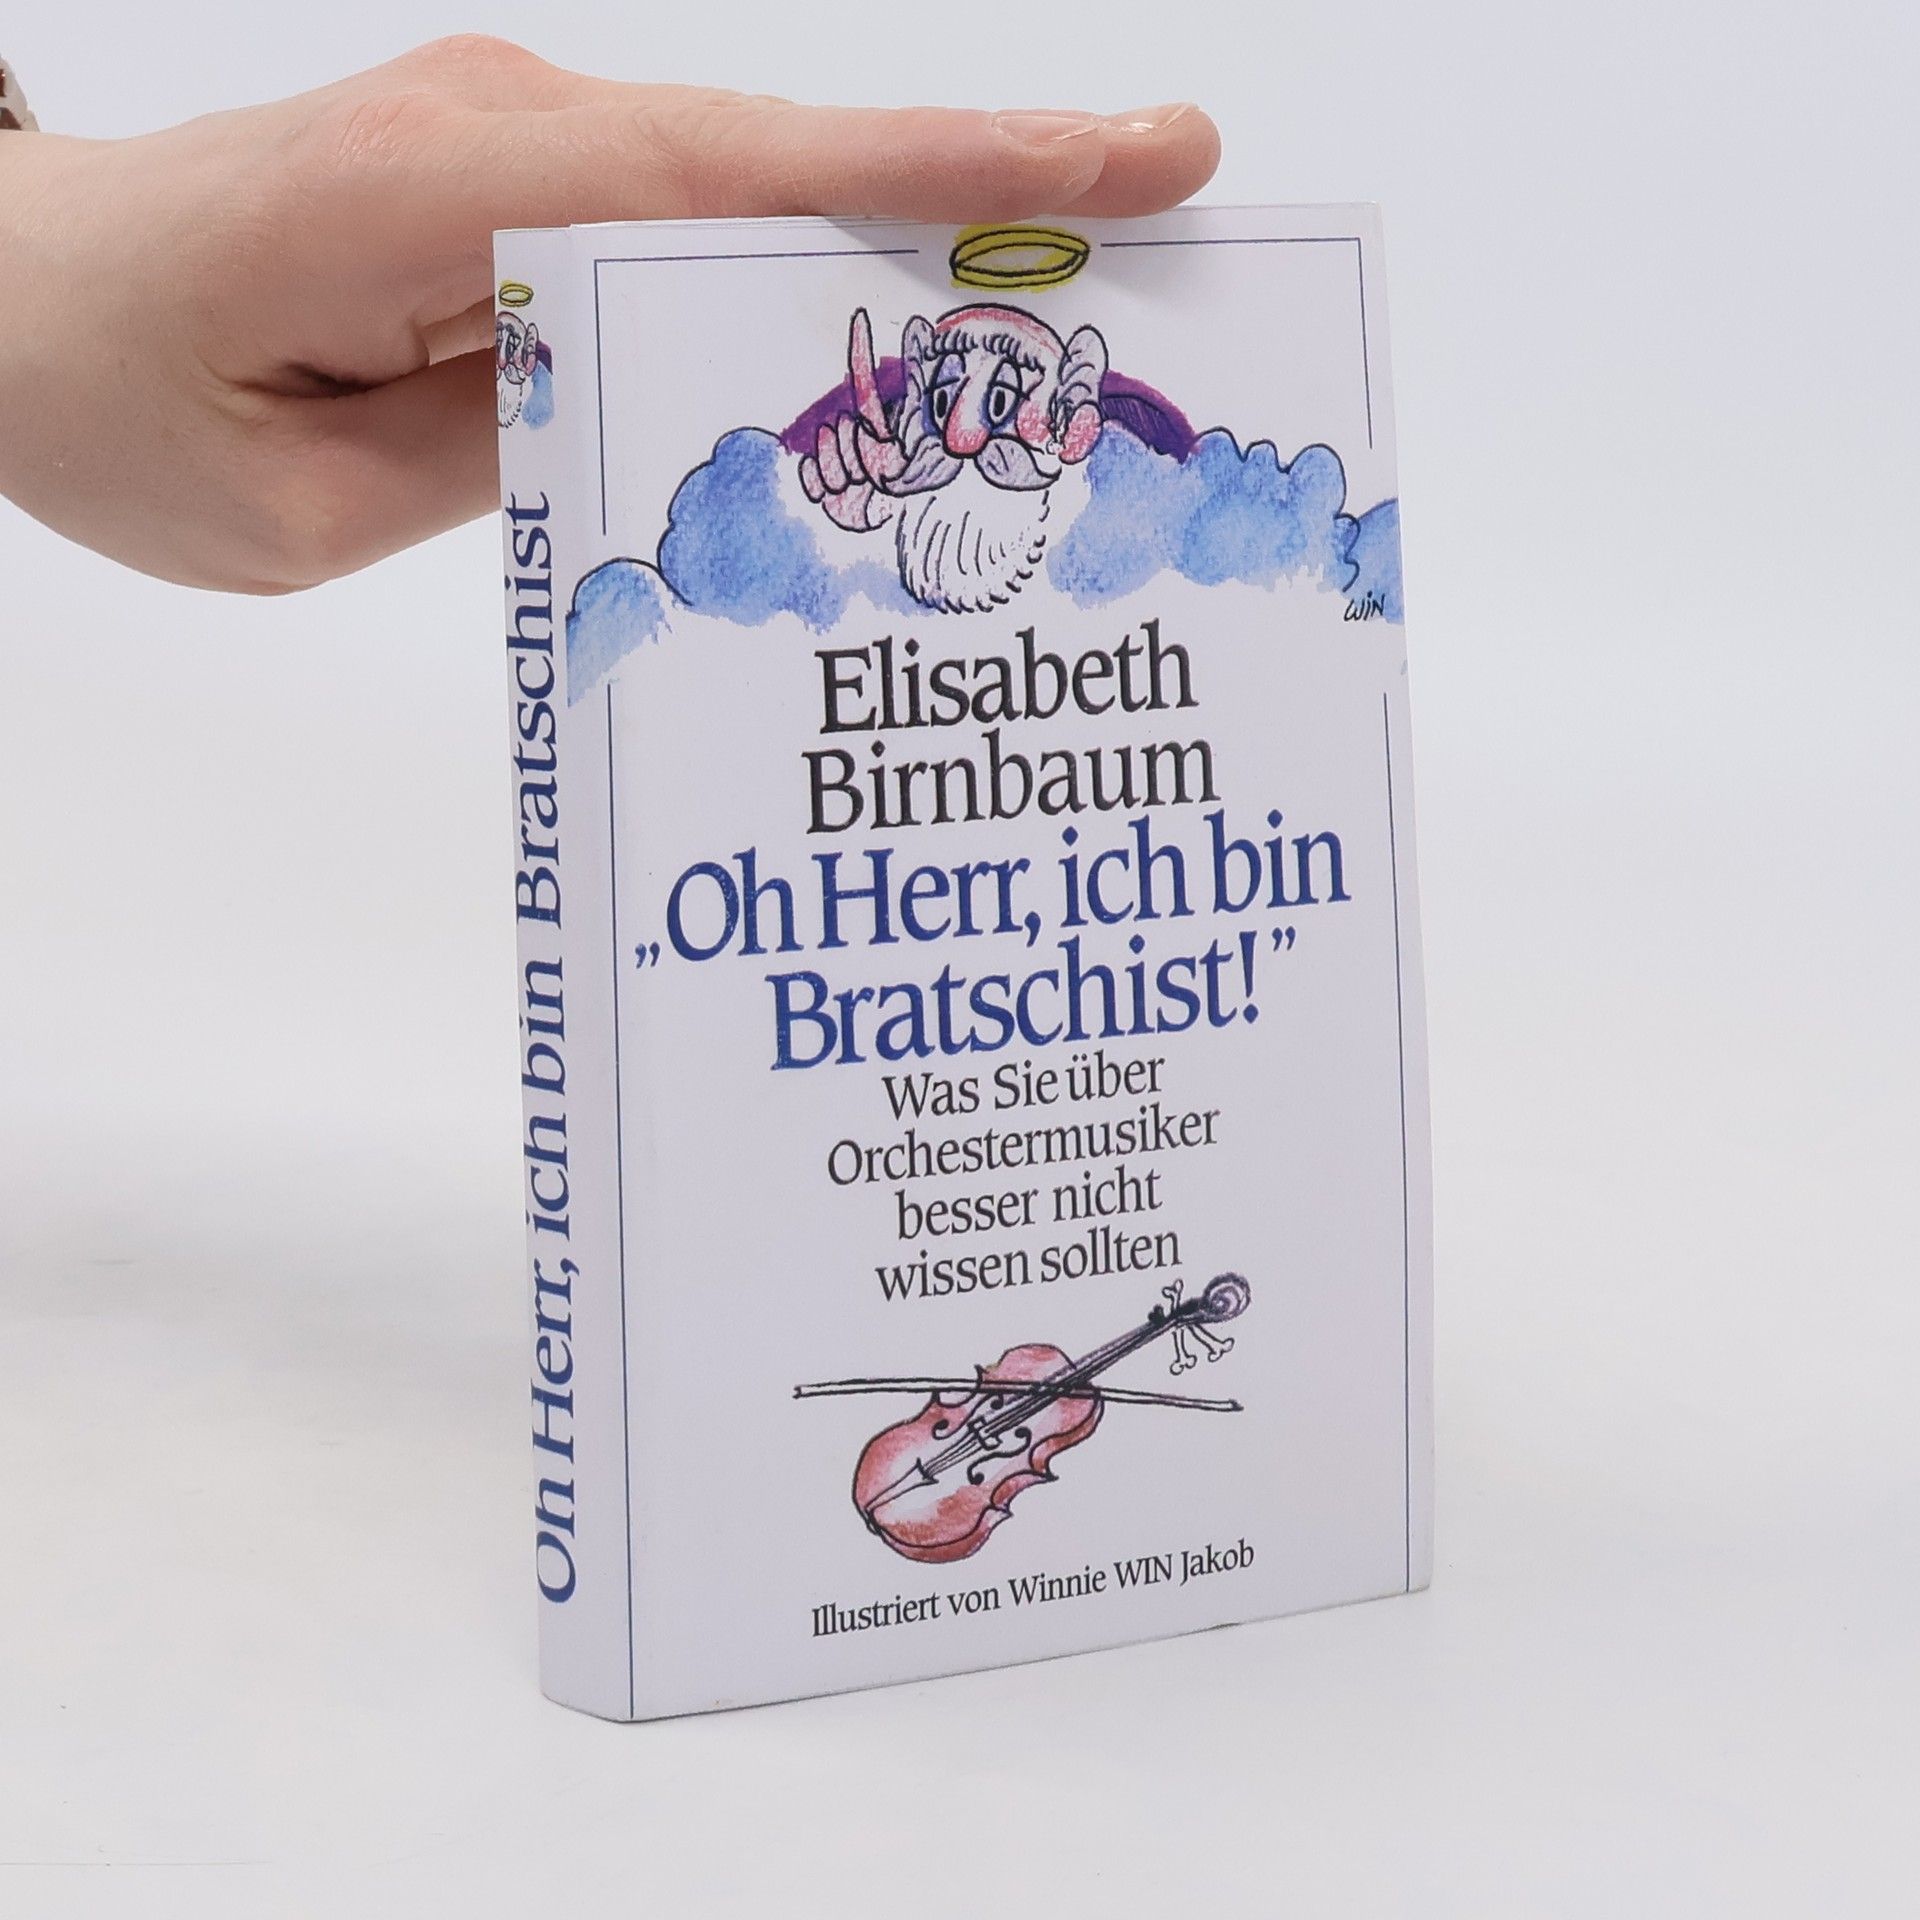 Oh Herr, ich bin Bratschist
WIN
Elisabeth
Birnbaum
„Oh Herr, ich bin
Bratschist!”
Was Sie über
Orchestermusiker
besser nicht
wissen sollten
Illustriert von Winnie WIN Jakob